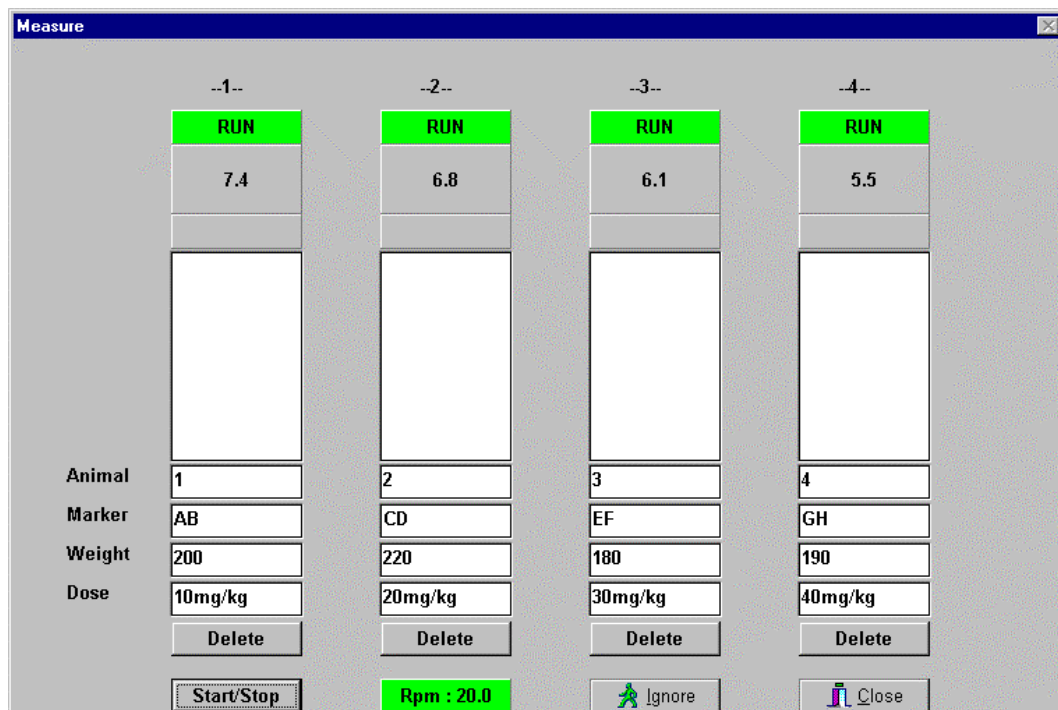 Measure
--1-- --2-- --3-- --4--
RUN RUN RUN RUN
7.4 6.8 6.1 5.5
Animal 1 2 3 4
Marker AB CD EF GH
Weight 200 220 180 190
Dose 10mg/kg 20mg/kg 30mg/kg 40mg/kg
Delete Delete Delete Delete
Start/Stop Rpm : 20.0 Ignore Close